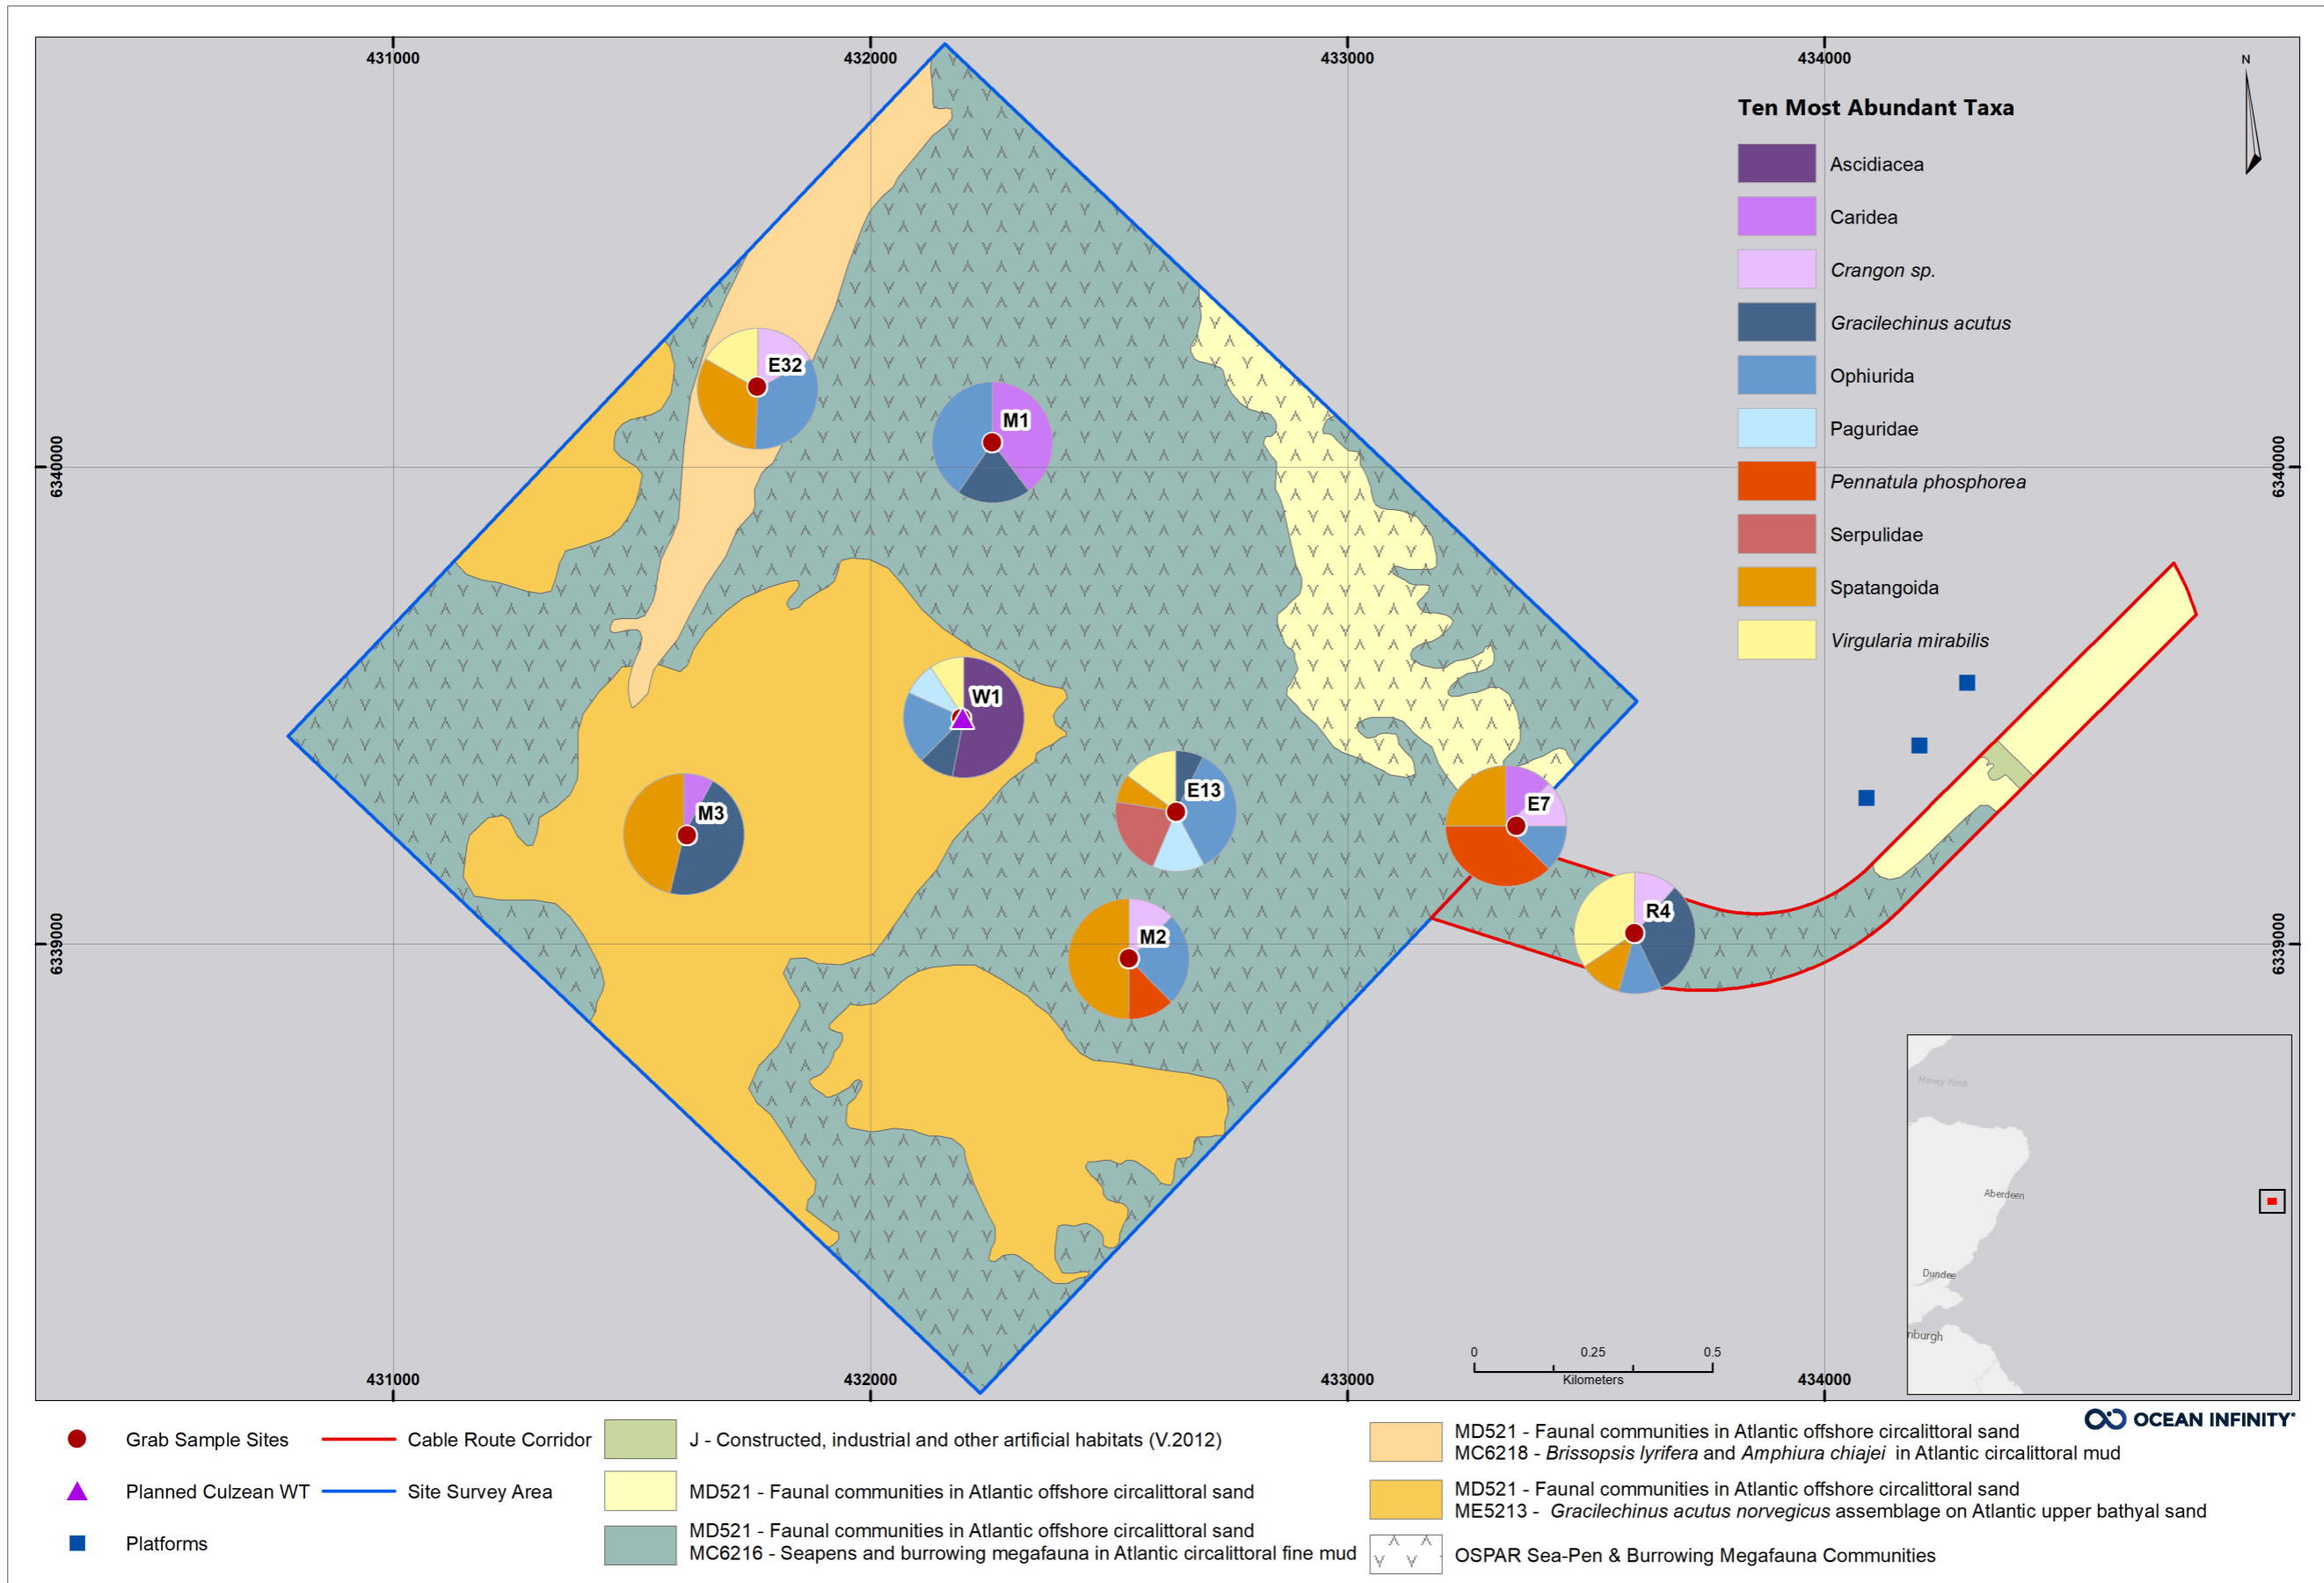 431000
432000
433000
434000
N
Ten Most Abundant Taxa
Ascidiacea
Caridea
Crangon sp.
Gracilechinus acutus
Ophiurida
Paguridae
Pennatula phosphorea
Serpulidae
Spatangoida
Virgularia mirabilis
6340000
6340000
E32
M1
W1
M3
E13
E7
R4
M2
6339000
6339000
Moray Firth
Aberdeen
Dundee
nburgh
0
0.25
0.5
Kilometers
431000
432000
433000
434000
OCEAN INFINITY®
Grab Sample Sites
Planned Culzean WT
Platforms
Cable Route Corridor
Site Survey Area
J - Constructed, industrial and other artificial habitats (V.2012)
MD521 - Faunal communities in Atlantic offshore circalittoral sand
MD521 - Faunal communities in Atlantic offshore circalittoral sand
MC6216 - Seapens and burrowing megafauna in Atlantic circalittoral fine mud
MD521 - Faunal communities in Atlantic offshore circalittoral sand
MC6218 - Brissopsis lyrifera and Amphiura chiajei in Atlantic circalittoral mud
MD521 - Faunal communities in Atlantic offshore circalittoral sand
ME5213 - Gracilechinus acutus norvegicus assemblage on Atlantic upper bathyal sand
OSPAR Sea-Pen & Burrowing Megafauna Communities